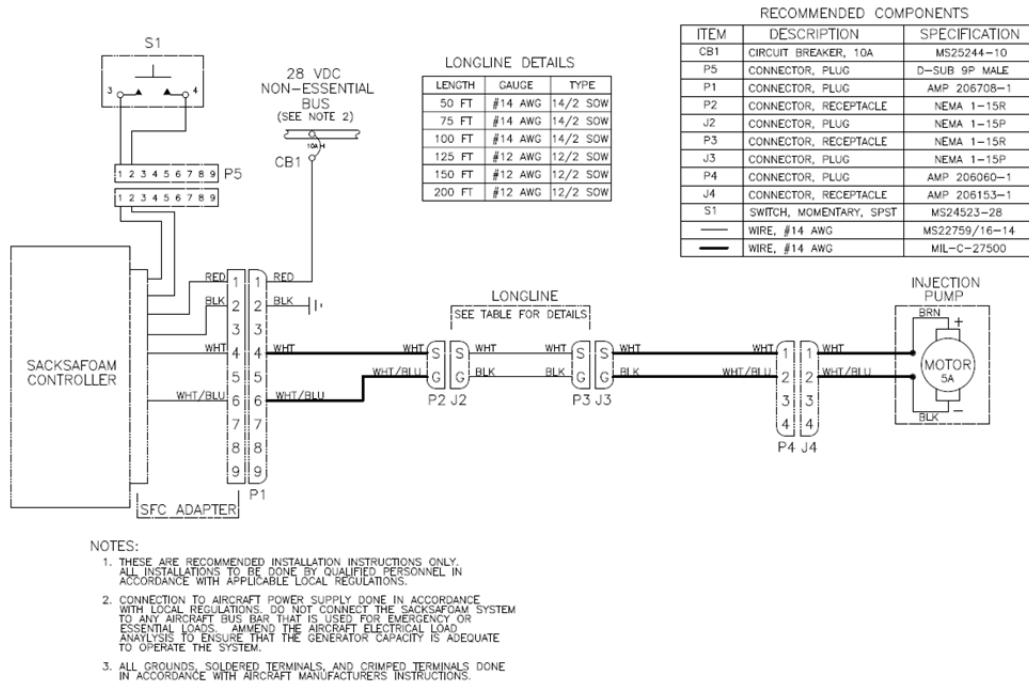 RECOMMENDED COMPONENTS
ITEM DESCRIPTION SPECIFICATION
CB1 CIRCUIT BREAKER, 10A MS25244-10
P5 CONNECTOR, PLUG D-SUB 9P MALE
P1 CONNECTOR, PLUG AMP 206708-1
P2 CONNECTOR, RECEPTACLE NEMA 1-15R
J2 CONNECTOR, PLUG NEMA 1-15P
P3 CONNECTOR, RECEPTACLE NEMA 1-15R
J3 CONNECTOR, PLUG NEMA 1-15P
P4 CONNECTOR, PLUG AMP 206060-1
J4 CONNECTOR, RECEPTACLE AMP 206153-1
S1 SWITCH, MOMENTARY, SPST MS24523-28
WIRE, #14 AWG MS22759/16-14
WIRE, #14 AWG MIL-C-27500
LONGLINE DETAILS
LENGTH GAUGE TYPE
50 FT #14 AWG 14/2 SOW
75 FT #14 AWG 14/2 SOW
100 FT #14 AWG 14/2 SOW
125 FT #12 AWG 12/2 SOW
150 FT #12 AWG 12/2 SOW
200 FT #12 AWG 12/2 SOW
S1
3 4
28 VDC
NON-ESSENTIAL
BUS
(SEE NOTE 2)
10A H
CB1
1 2 3 4 5 6 7 8 9 P5
1 2 3 4 5 6 7 8 9
SACKSAFOAM
CONTROLLER
RED 1 1 RED
BLK 2 2 BLK
3 3
WHT 4 4 WHT
5 5
WHT/BLU 6 6 WHT/BLU
7 7
8 8
9 9
P1
SFC ADAPTER
LONGLINE
SEE TABLE FOR DETAILS
WHT S S WHT WHT S S WHT
G G BLK BLK G G BLK
P2 J2 P3 J3
WHT 1 1 WHT
WHT/BLU 2 2 WHT/BLU
3 3
4 4
P4 J4
INJECTION
PUMP
BRN
+
MOTOR
5A
BLK
−
NOTES:
1. THESE ARE RECOMMENDED INSTALLATION INSTRUCTIONS ONLY.
ALL INSTALLATIONS TO BE DONE BY QUALIFIED PERSONNEL IN
ACCORDANCE WITH APPLICABLE LOCAL REGULATIONS.
2. CONNECTION TO AIRCRAFT POWER SUPPLY DONE IN ACCORDANCE
WITH LOCAL REGULATIONS. DO NOT CONNECT THE SACKSAFOAM SYSTEM
TO ANY AIRCRAFT BUS BAR THAT IS USED FOR EMERGENCY OR
ESSENTIAL LOADS. AMMEND THE AIRCRAFT ELECTRICAL LOAD
ANAYLYSIS TO ENSURE THAT THE GENERATOR CAPACITY IS ADEQUATE
TO OPERATE THE SYSTEM.
3. ALL GROUNDS, SOLDERED TERMINALS, AND CRIMPED TERMINALS DONE
IN ACCORDANCE WITH AIRCRAFT MANUFACTURERS INSTRUCTIONS.